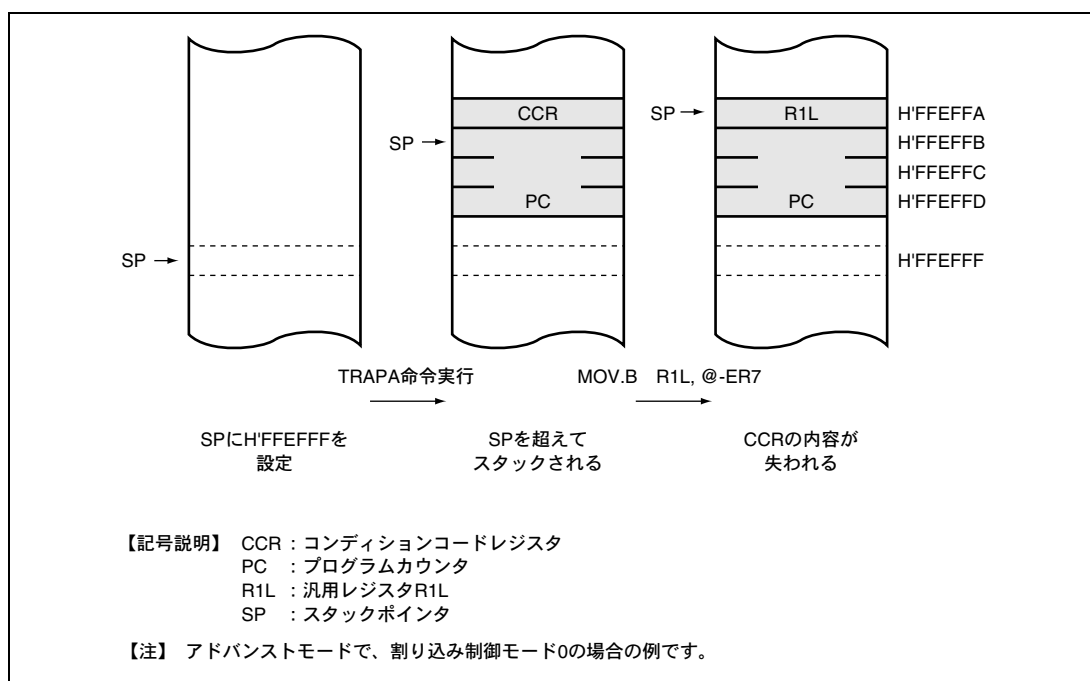 CCR
SP
R1L
H'FFEFFA
SP
H'FFEFFB
H'FFEFFC
PC
PC
H'FFEFFD
SP
H'FFEFFF
TRAPA命令実行
MOV.B R1L, @-ER7
SPにH'FFEFFFを
設定
SPを超えて
スタックされる
CCRの内容が
失われる
【記号説明】 CCR : コンディションコードレジスタ
PC : プログラムカウンタ
R1L : 汎用レジスタR1L
SP : スタックポインタ
【注】 アドバンストモードで、割り込み制御モード0の場合の例です。